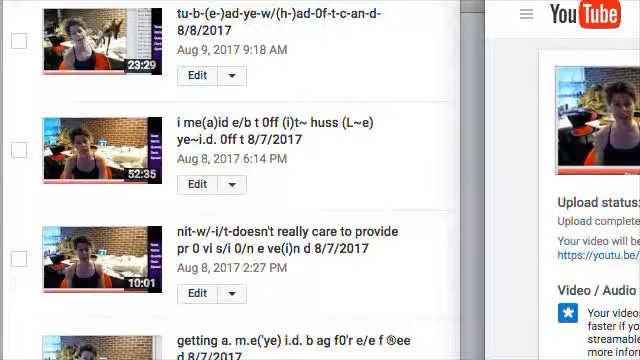 tu-b-(e-)ad-ye-w/(h-)ad-0f-t-c-an-d-
8/8/2017
Aug 9, 2017 9:18 AM
23:29
Edit
i me(a)id e/b t 0ff (i)t~ huss (L~e)
ye~i.d. 0ff t 8/7/2017
Aug 8, 2017 6:14 PM
52:35
Edit
nit-w/-i/t-doesn't really care to provide
pr 0 vi s/i 0/n e ve(i)n d 8/7/2017
Aug 8, 2017 2:27 PM
10:01
Edit
getting a. m.e('ye) i.d. b ag f0'r e/e f ®ee
d 8/7/2017
YouTube
Upload status:
Upload complete
Your video will be
https://youtu.be/
Video / Audio
Your videos
faster if yo
streamable
more inform